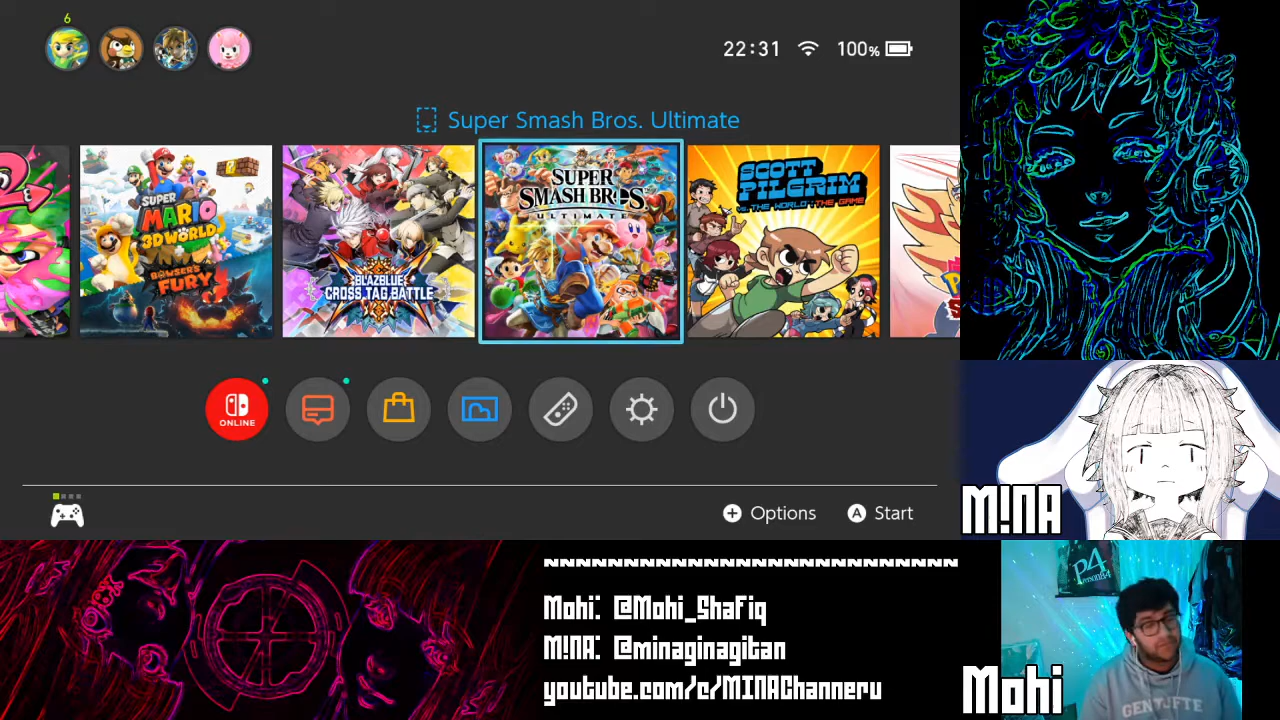 6
22:31
100%
Super Smash Bros. Ultimate
SUPER
MARIO
3D WORLD
BOWSER'S
FURY
BLAZBLUE
CROSS TAG BATTLE
SUPER
SMASH BROS.
ULTIMATE
SCOTT
PILGRIM
VS. THE WORLD: THE GAME
ONLINE
Options
Start
M!NA
Mohi: @Mohi_Shafiq
M!NA: @minaginagitan
youtube.com/c/MINAChanneru
P4
Mohi